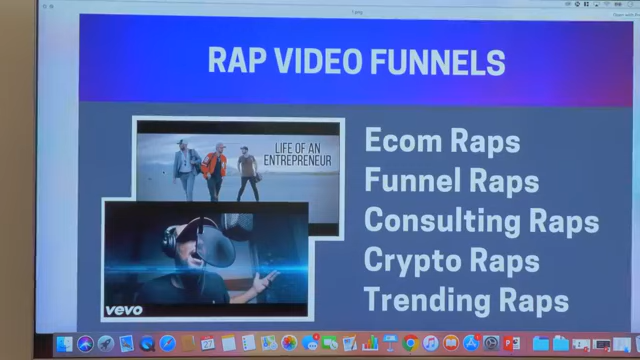 RAP VIDEO FUNNELS
LIFE OF AN
ENTREPRENEUR
Ecom Raps
Funnel Raps
Consulting Raps
Crypto Raps
Trending Raps
vevo